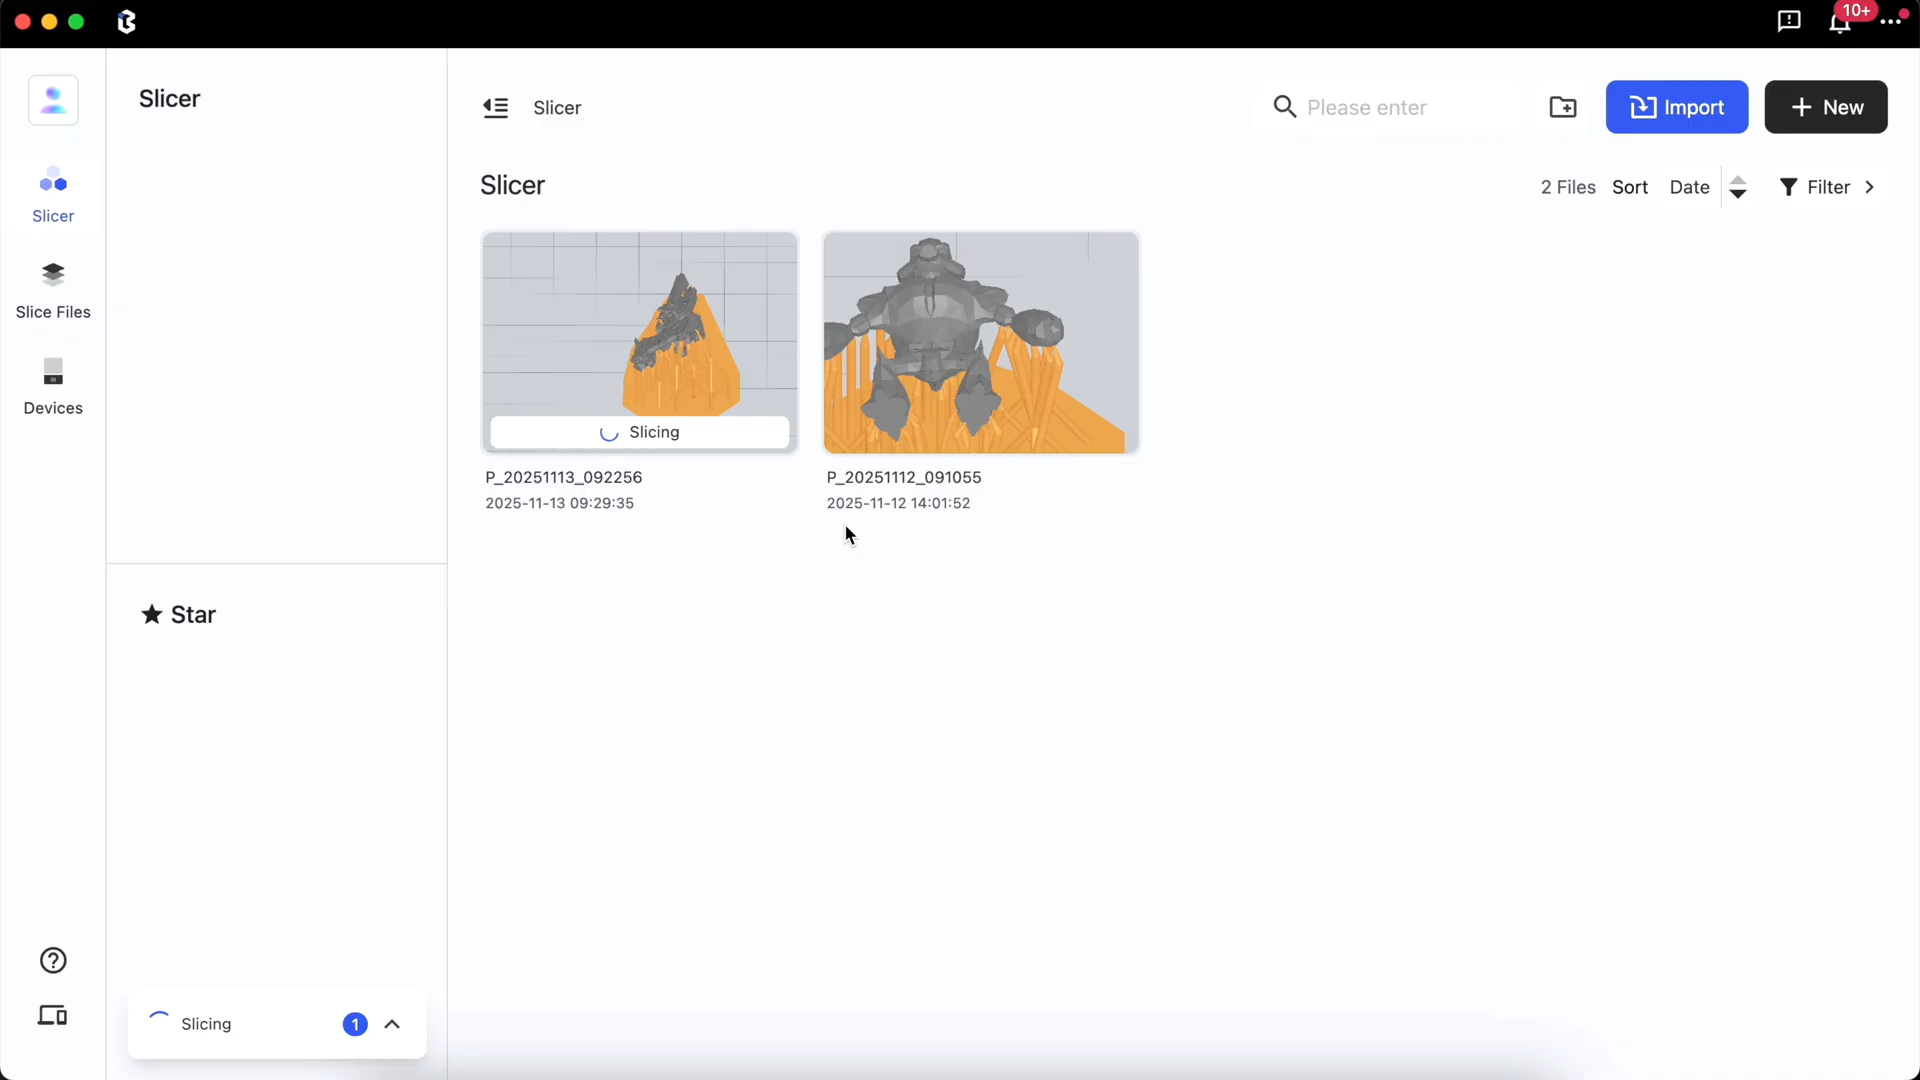 10+
Slicer
Slicer
Please enter
Import
New
Slicer
Slicer
2 Files
Sort
Date
Filter
Slice Files
Devices
Slicing
P_20251113_092256
2025-11-13 09:29:35
P_20251112_091055
2025-11-12 14:01:52
Star
Slicing
1